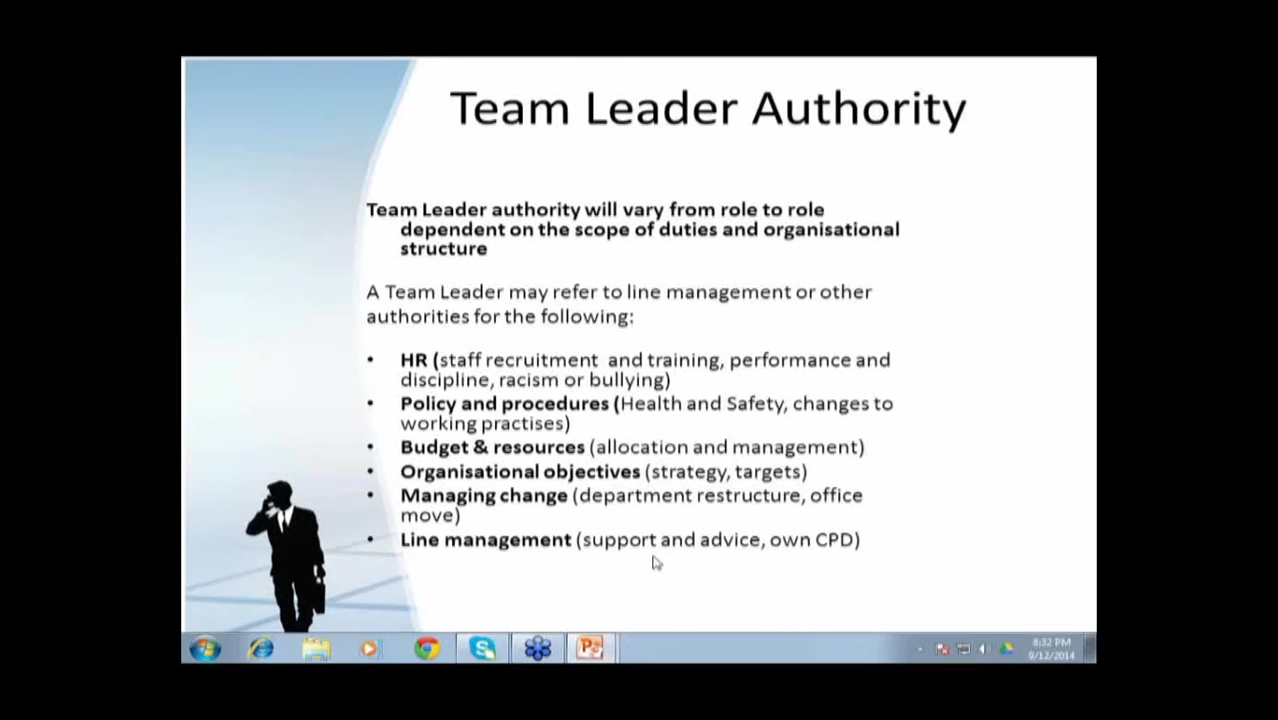 Team Leader Authority
Team Leader authority will vary from role to role
dependent on the scope of duties and organisational
structure
A Team Leader may refer to line management or other
authorities for the following:
• HR (staff recruitment and training, performance and
discipline, racism or bullying)
• Policy and procedures (Health and Safety, changes to
working practises)
• Budget & resources (allocation and management)
• Organisational objectives (strategy, targets)
• Managing change (department restructure, office
move)
• Line management (support and advice, own CPD)
8:32 PM
9/12/2014